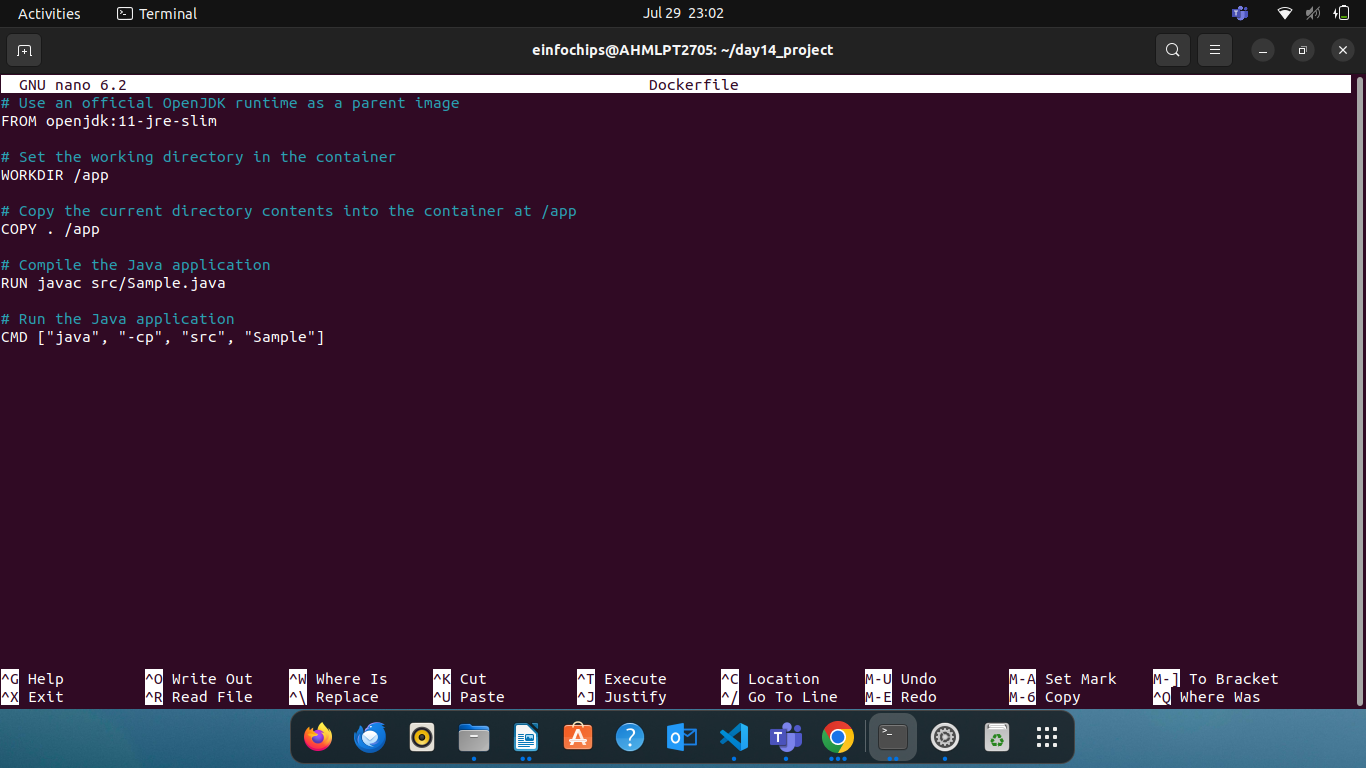 Activities Terminal Jul 29 23:02
einfochips@AHMLPT2705: ~/day14_project
GNU nano 6.2 Dockerfile
# Use an official OpenJDK runtime as a parent image
FROM openjdk:11-jre-slim
# Set the working directory in the container
WORKDIR /app
# Copy the current directory contents into the container at /app
COPY . /app
# Compile the Java application
RUN javac src/Sample.java
# Run the Java application
CMD ["java", "-cp", "src", "Sample"]
^G Help ^O Write Out ^W Where Is ^K Cut ^T Execute ^C Location M-U Undo M-A Set Mark M-] To Bracket
^X Exit ^R Read File ^\ Replace ^U Paste ^J Justify ^/ Go To Line M-E Redo M-6 Copy ^Q Where Was